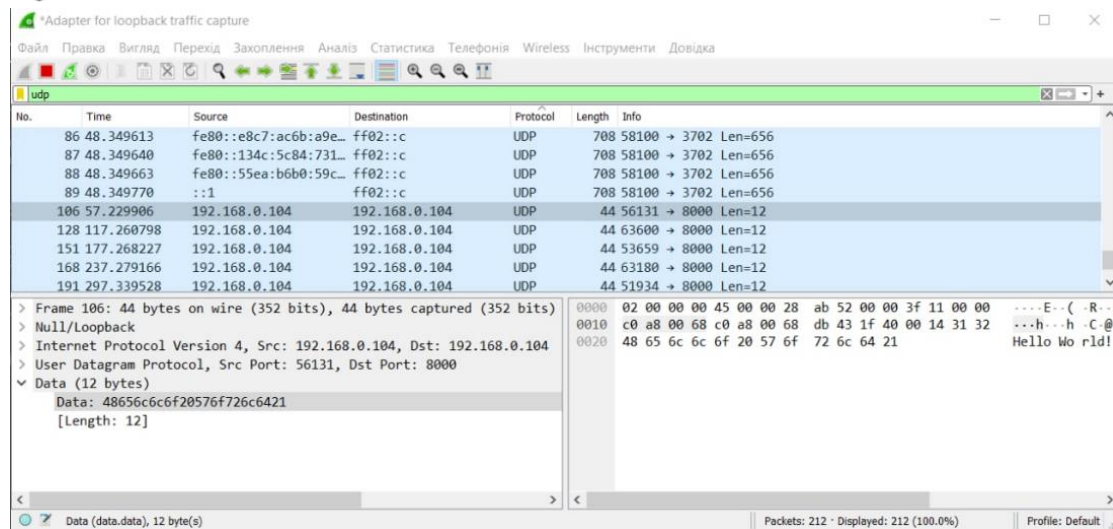 *Adapter for loopback traffic capture
Файл Правка Вигляд Перехід Захоплення Аналіз Статистика Телефонія Wireless Інструменти Довідка
udp
No. Time Source Destination Protocol Length Info
86 48.349613 fe80::e8c7:ac6b:a9e… ff02::c UDP 708 58100 → 3702 Len=656
87 48.349640 fe80::134c:5c84:731… ff02::c UDP 708 58100 → 3702 Len=656
88 48.349663 fe80::55ea:b6b0:59c… ff02::c UDP 708 58100 → 3702 Len=656
89 48.349770 ::1 ff02::c UDP 708 58100 → 3702 Len=656
106 57.229906 192.168.0.104 192.168.0.104 UDP 44 56131 → 8000 Len=12
128 117.260798 192.168.0.104 192.168.0.104 UDP 44 63600 → 8000 Len=12
151 177.268227 192.168.0.104 192.168.0.104 UDP 44 53659 → 8000 Len=12
168 237.279166 192.168.0.104 192.168.0.104 UDP 44 63180 → 8000 Len=12
191 297.339528 192.168.0.104 192.168.0.104 UDP 44 51934 → 8000 Len=12
> Frame 106: 44 bytes on wire (352 bits), 44 bytes captured (352 bits)
> Null/Loopback
> Internet Protocol Version 4, Src: 192.168.0.104, Dst: 192.168.0.104
> User Datagram Protocol, Src Port: 56131, Dst Port: 8000
Data (12 bytes)
Data: 48656c6c6f20576f726c6421
[Length: 12]
0000 02 00 00 00 45 00 00 28 ab 52 00 00 3f 11 00 00 ····E··( ·R··
0010 c0 a8 00 68 c0 a8 00 68 db 43 1f 40 00 14 31 32 ···h···h ·C·@
0020 48 65 6c 6c 6f 20 57 6f 72 6c 64 21 Hello Wo rld!
Data (data.data), 12 byte(s)
Packets: 212 · Displayed: 212 (100.0%)
Profile: Default